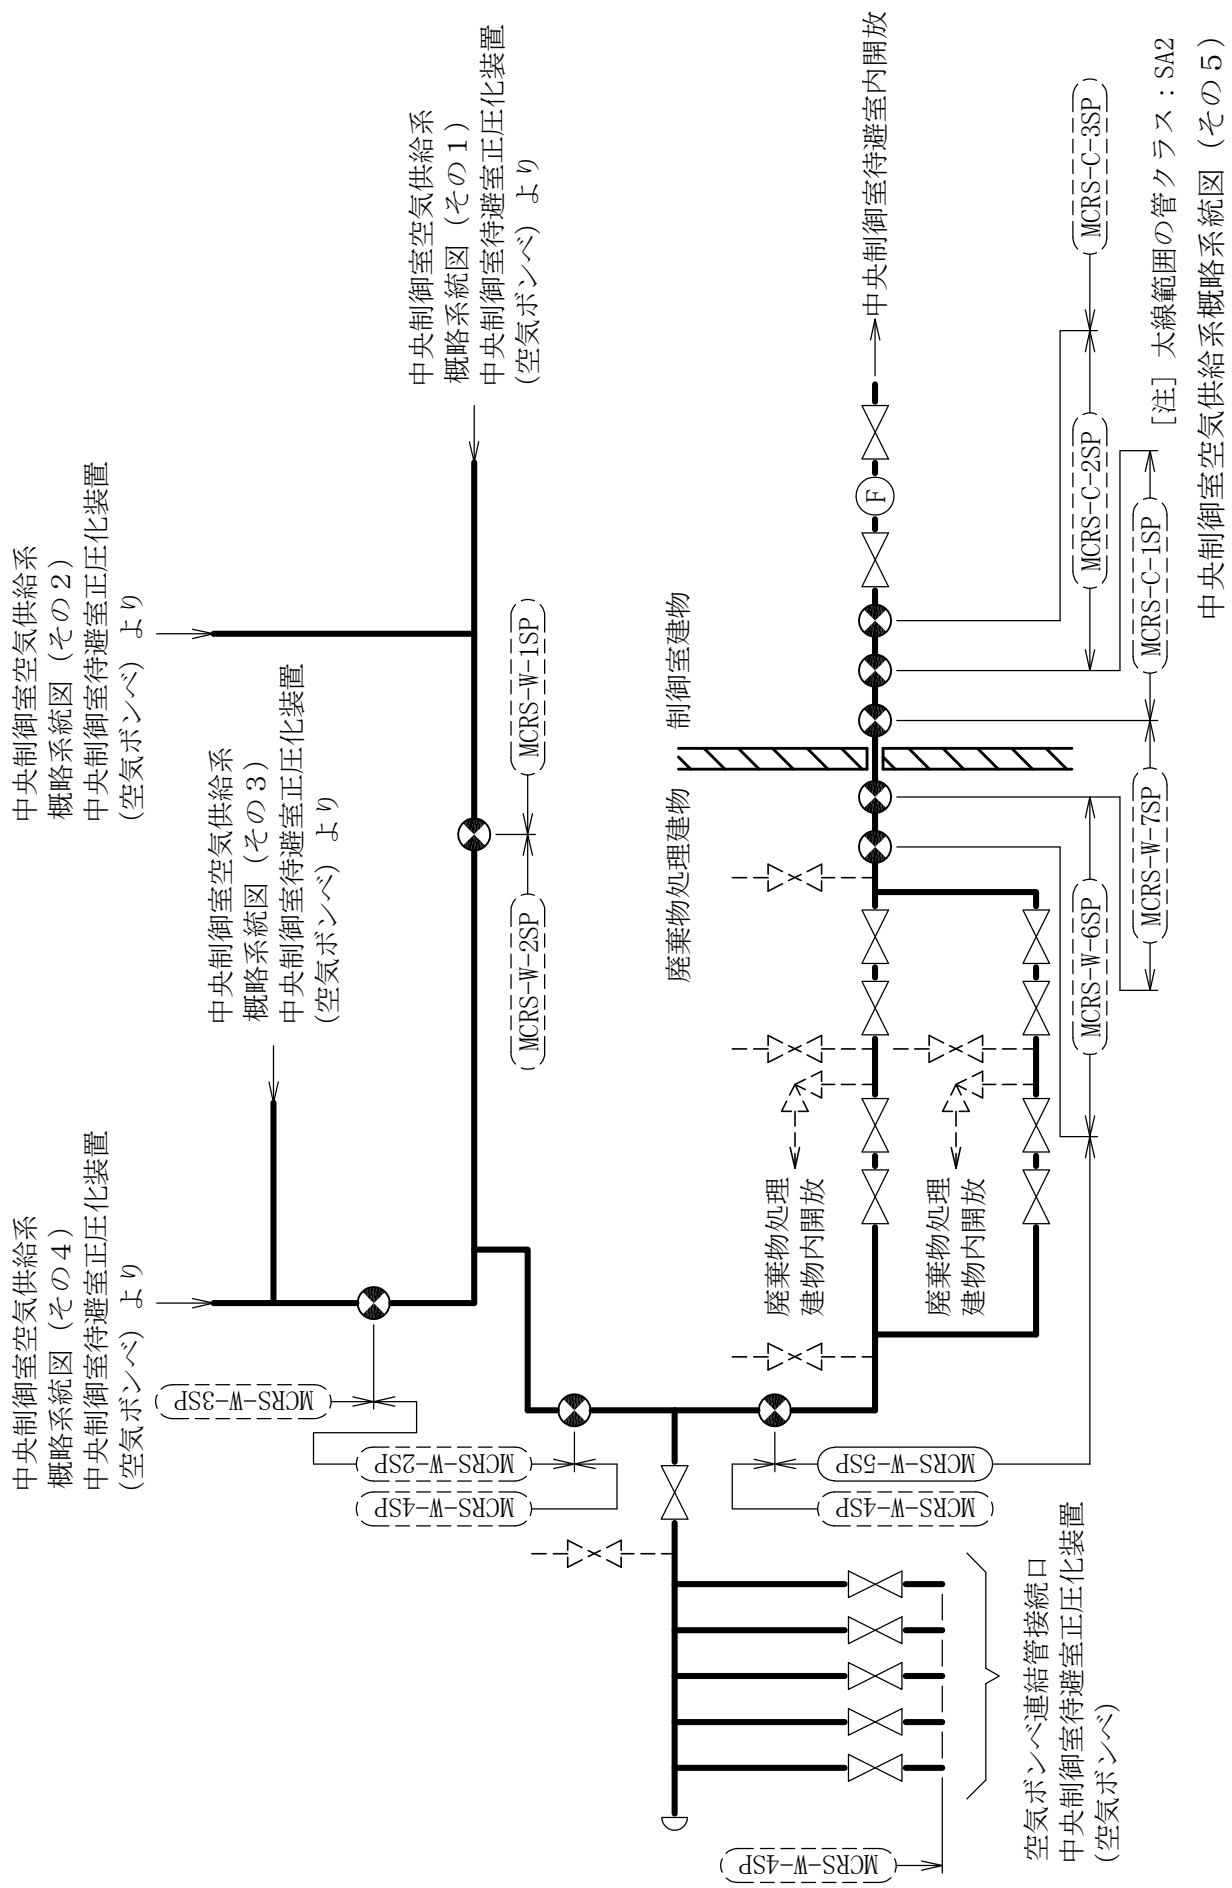 中央制御室空気供給系
概略系統図（その４）
中央制御室待避室正圧化装置
(空気ボンベ）より
中央制御室空気供給系
概略系統図（その３）
中央制御室待避室正圧化装置
(空気ボンベ）より
中央制御室空気供給系
概略系統図（その２）
中央制御室待避室正圧化装置
(空気ボンベ）より
中央制御室空気供給系
概略系統図（その１）
中央制御室待避室正圧化装置
(空気ボンベ）より
MCRS-W-3SP
MCRS-W-2SP
MCRS-W-4SP
MCRS-W-2SP
MCRS-W-1SP
MCRS-W-4SP
MCRS-W-5SP
MCRS-W-4SP
廃棄物処理建物
制御室建物
廃棄物処理
建物内開放
廃棄物処理
建物内開放
F
中央制御室待避室内開放
空気ボンベ連結管接続口
中央制御室待避室正圧化装置
(空気ボンベ）
MCRS-W-6SP
MCRS-W-7SP
MCRS-C-1SP
MCRS-C-2SP
MCRS-C-3SP
［注］太線範囲の管クラス：SA2
中央制御室空気供給系概略系統図（その５）